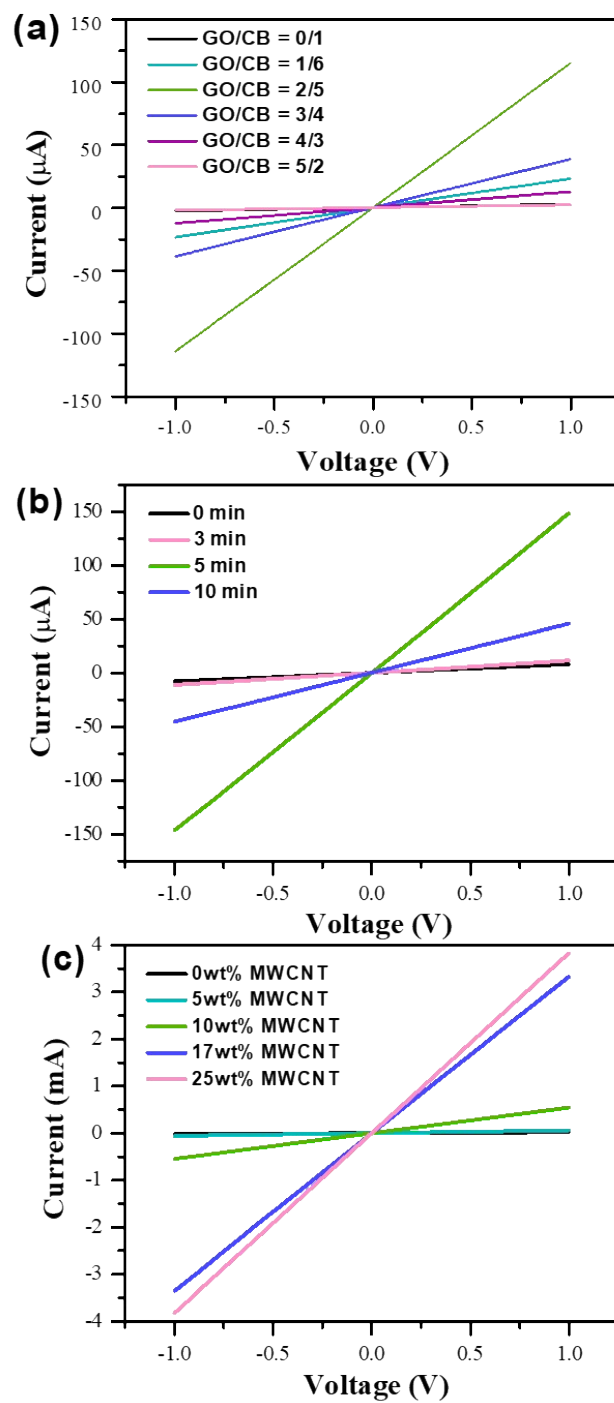 (a)
150
100
50
0
-50
-100
-150
Current (μA)
GO/CB = 0/1
GO/CB = 1/6
GO/CB = 2/5
GO/CB = 3/4
GO/CB = 4/3
GO/CB = 5/2
-1.0 -0.5 0.0 0.5 1.0
Voltage (V)
(b)
150
100
50
0
-50
-100
-150
Current (μA)
0 min
3 min
5 min
10 min
-1.0 -0.5 0.0 0.5 1.0
Voltage (V)
(c)
4
3
2
1
0
-1
-2
-3
-4
Current (mA)
0wt% MWCNT
5wt% MWCNT
10wt% MWCNT
17wt% MWCNT
25wt% MWCNT
-1.0 -0.5 0.0 0.5 1.0
Voltage (V)